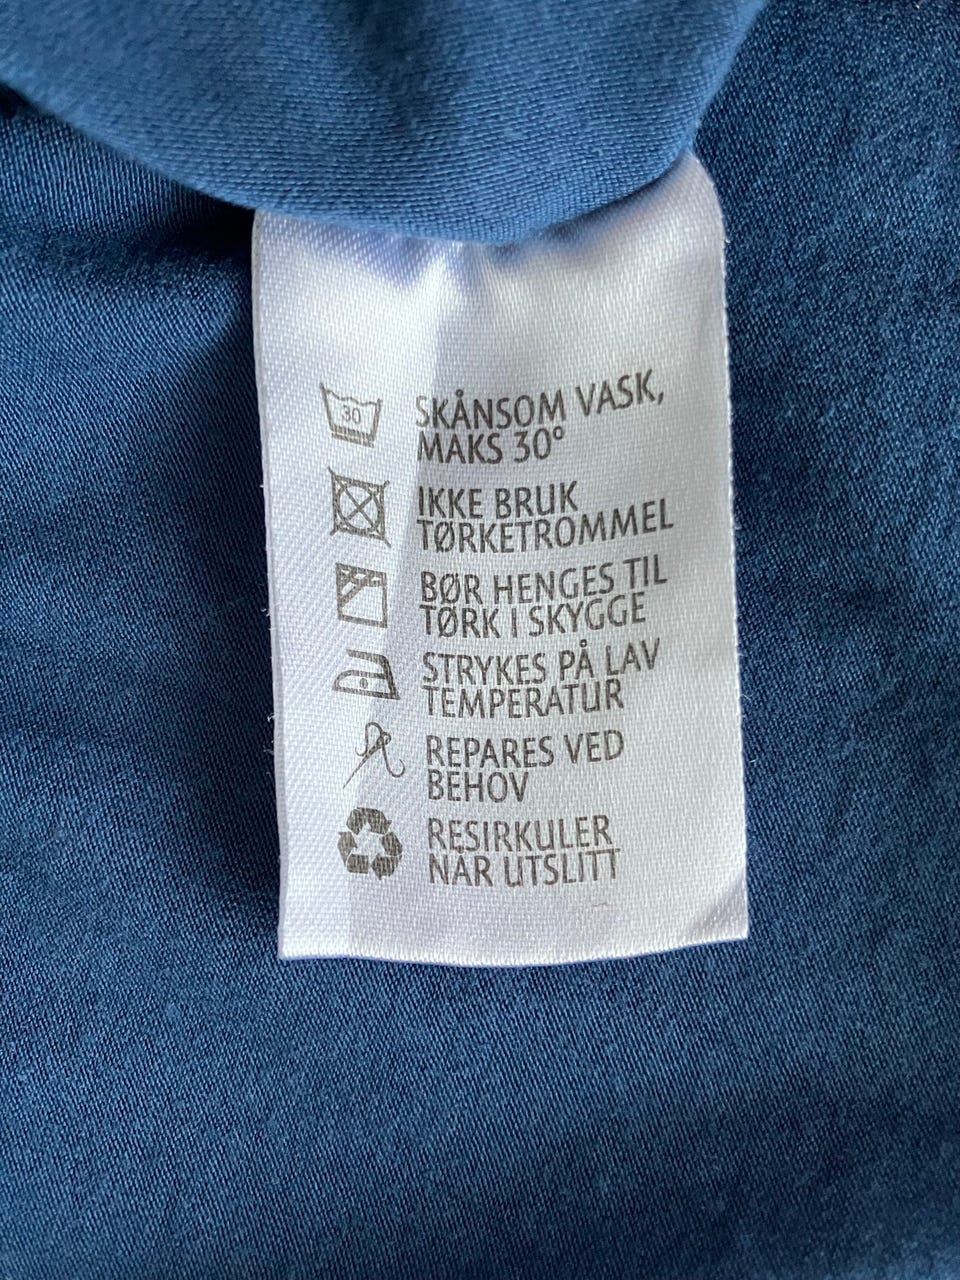 30
SKÅNSOM VASK,
MAKS 30°
IKKE BRUK
TØRKETROMMEL
BØR HENGES TIL
TØRK I SKYGGE
STRYKES PÅ LAV
TEMPERATUR
REPARES VED
BEHOV
RESIRKULER
NÅR UTSLITT